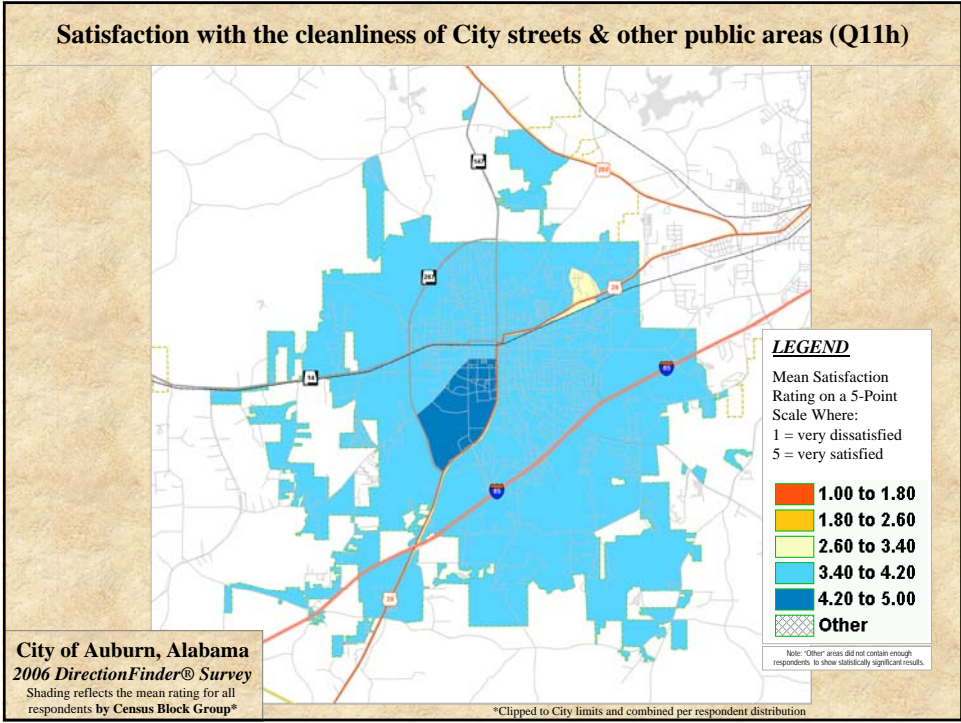 Satisfaction with the cleanliness of City streets & other public areas (Q11h)
147
280
267
28
14
85
85
28
LEGEND
Mean Satisfaction
Rating on a 5-Point
Scale Where:
1 = very dissatisfied
5 = very satisfied
1.00 to 1.80
1.80 to 2.60
2.60 to 3.40
3.40 to 4.20
4.20 to 5.00
Other
Note: "Other" areas did not contain enough
respondents to show statistically significant results.
City of Auburn, Alabama
2006 DirectionFinder® Survey
Shading reflects the mean rating for all
respondents by Census Block Group*
*Clipped to City limits and combined per respondent distribution